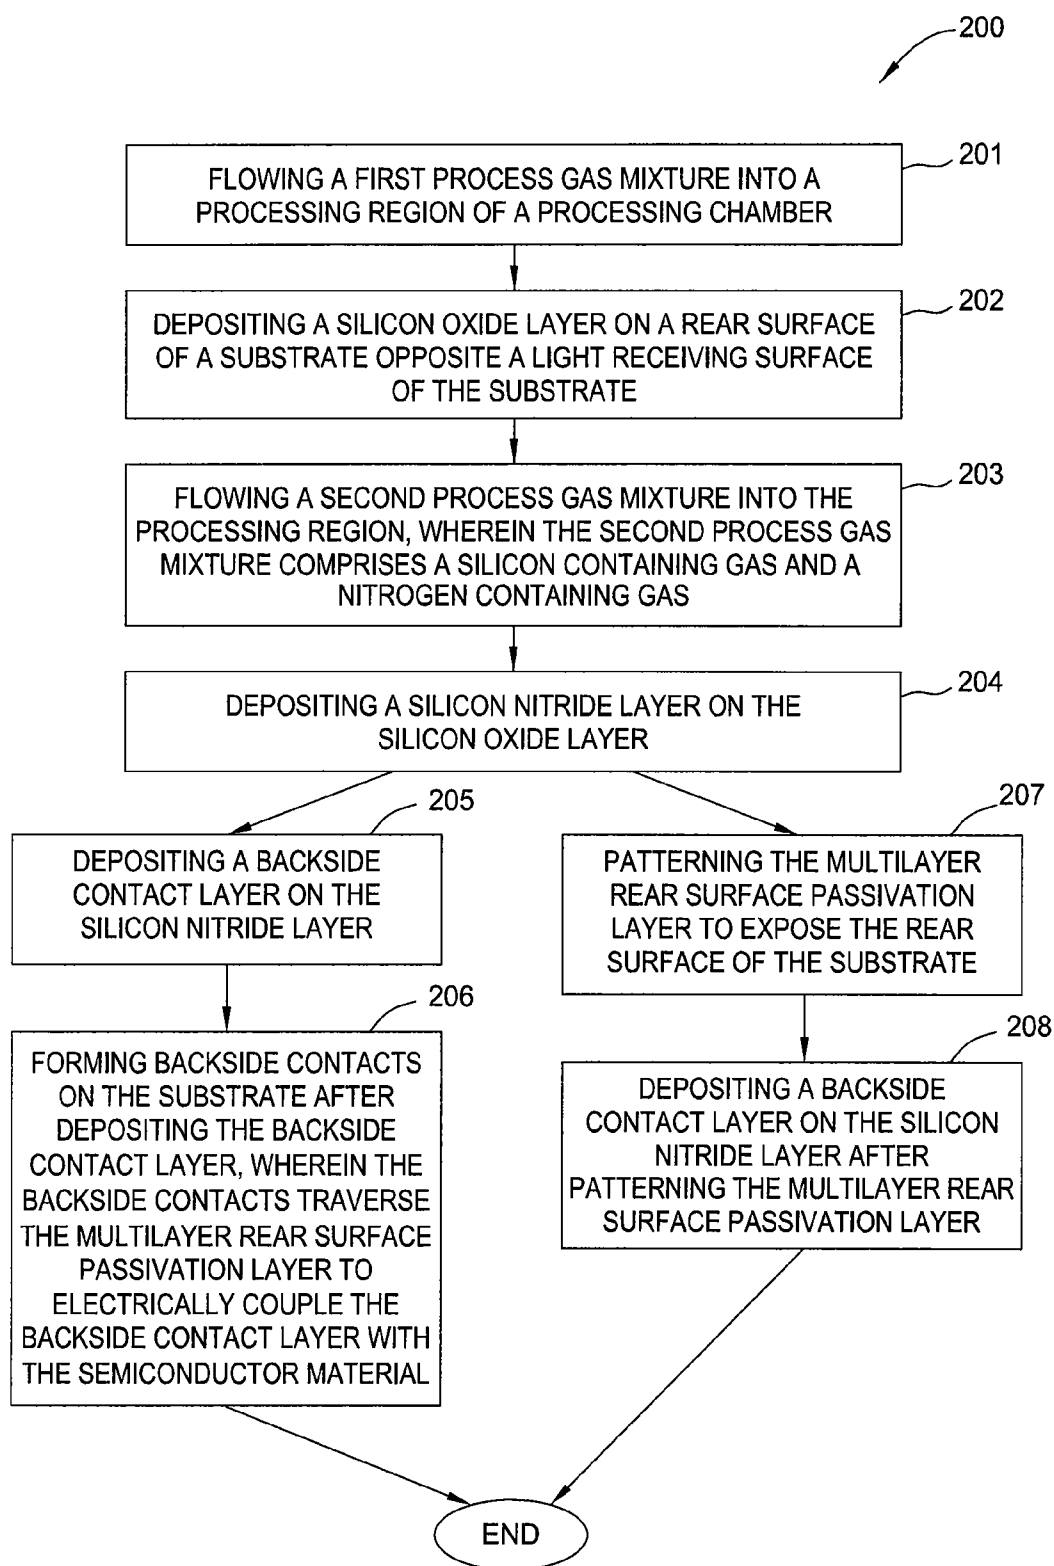 200
201
FLOWING A FIRST PROCESS GAS MIXTURE INTO A
PROCESSING REGION OF A PROCESSING CHAMBER
202
DEPOSITING A SILICON OXIDE LAYER ON A REAR SURFACE
OF A SUBSTRATE OPPOSITE A LIGHT RECEIVING SURFACE
OF THE SUBSTRATE
203
FLOWING A SECOND PROCESS GAS MIXTURE INTO THE
PROCESSING REGION, WHEREIN THE SECOND PROCESS GAS
MIXTURE COMPRISES A SILICON CONTAINING GAS AND A
NITROGEN CONTAINING GAS
204
DEPOSITING A SILICON NITRIDE LAYER ON THE
SILICON OXIDE LAYER
205
DEPOSITING A BACKSIDE
CONTACT LAYER ON THE
SILICON NITRIDE LAYER
206
FORMING BACKSIDE CONTACTS
ON THE SUBSTRATE AFTER
DEPOSITING THE BACKSIDE
CONTACT LAYER, WHEREIN THE
BACKSIDE CONTACTS TRAVERSE
THE MULTILAYER REAR SURFACE
PASSIVATION LAYER TO
ELECTRICALLY COUPLE THE
BACKSIDE CONTACT LAYER WITH
THE SEMICONDUCTOR MATERIAL
207
PATTERNING THE MULTILAYER
REAR SURFACE PASSIVATION
LAYER TO EXPOSE THE REAR
SURFACE OF THE SUBSTRATE
208
DEPOSITING A BACKSIDE
CONTACT LAYER ON THE SILICON
NITRIDE LAYER AFTER
PATTERNING THE MULTILAYER REAR
SURFACE PASSIVATION LAYER
END